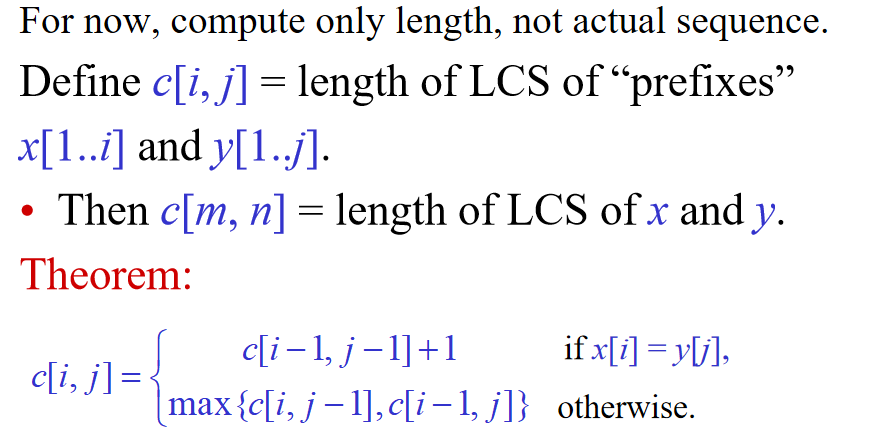 For now, compute only length, not actual sequence.
Define c[i, j] = length of LCS of “prefixes”
x[1..i] and y[1..j].
• Then c[m, n] = length of LCS of x and y.
Theorem:
c[i, j] = {
c[i – 1, j – 1] + 1 if x[i] = y[j],
max{c[i, j – 1], c[i – 1, j]} otherwise.